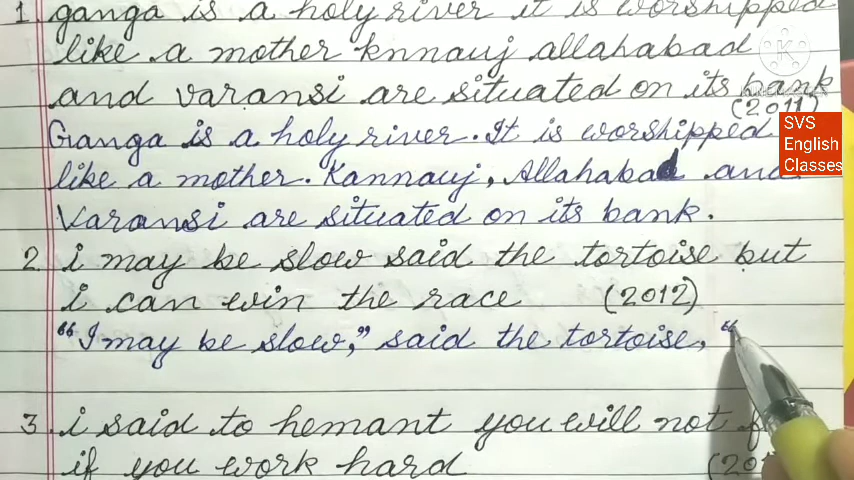 1 ganga is a holy river it is worshipped
like a mother knnauj allahabad
and varansi are situated on its bank
(2011)
Ganga is a holy river. It is worshipped
like a mother. Kannauj, Allahabad and
Varansi are situated on its bank.
2 i may be slow said the tortoise but
i can win the race (2012)
“I may be slow,” said the tortoise, “
3. i said to hemant you will not
if you work hard
SVS
English
Classes